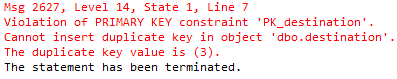 Msg 2627, Level 14, State 1, Line 7
Violation of PRIMARY KEY constraint 'PK_destination'.
Cannot insert duplicate key in object 'dbo.destination'.
The duplicate key value is (3).
The statement has been terminated.